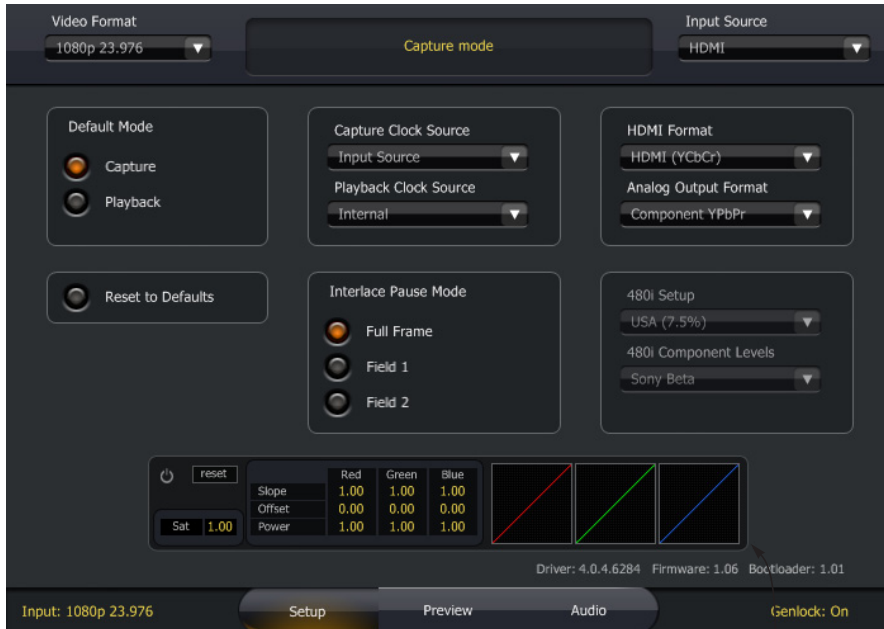 Video Format
1080p 23.976
Capture mode
Input Source
HDMI
Default Mode
Capture
Playback
Capture Clock Source
Input Source
Playback Clock Source
Internal
HDMI Format
HDMI (YCbCr)
Analog Output Format
Component YPbPr
Reset to Defaults
Interlace Pause Mode
Full Frame
Field 1
Field 2
480i Setup
USA (7.5%)
480i Component Levels
Sony Beta
reset
Sat 1.00
Red Green Blue
Slope 1.00 1.00 1.00
Offset 0.00 0.00 0.00
Power 1.00 1.00 1.00
Driver: 4.0.4.6284 Firmware: 1.06 Bootloader: 1.01
Input: 1080p 23.976
Setup
Preview
Audio
Genlock: On